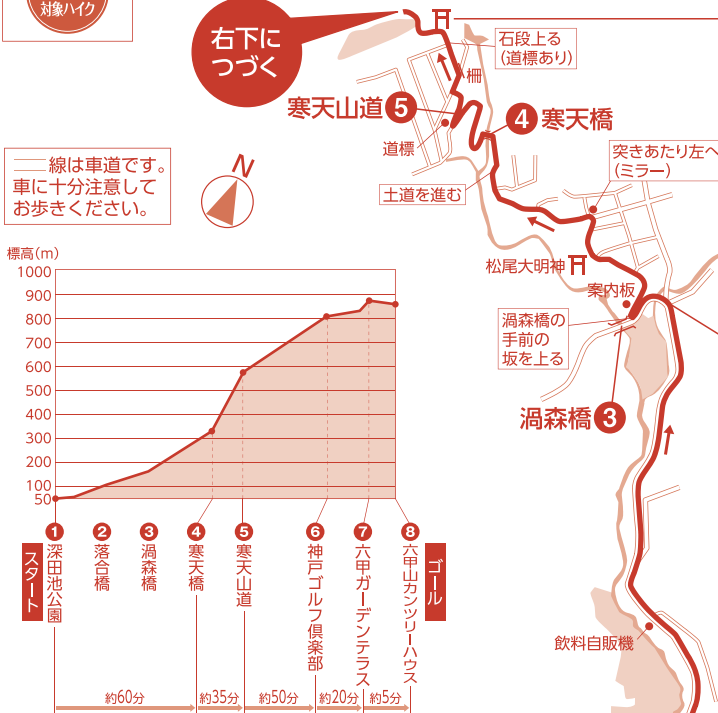 対象ハイク
右下に
つづく
石段上る
(道標あり)
柵
寒天山道 5
4 寒天橋
道標
突きあたり左へ
(ミラー)
土道を進む
線は車道です。
車に十分注意して
お歩きください。
N
松尾大明神
案内板
渦森橋の
手前の
坂を上る
渦森橋 3
飲料自販機
標高(m)
1000
900
800
700
600
500
400
300
200
100
50
スタート
1 深田池公園
2 落合橋
3 渦森橋
4 寒天橋
5 寒天山道
6 神戸ゴルフ倶楽部
7 六甲ガーデンテラス
8 六甲山カンツリーハウス
ゴール
約60分
約35分
約50分
約20分
約5分